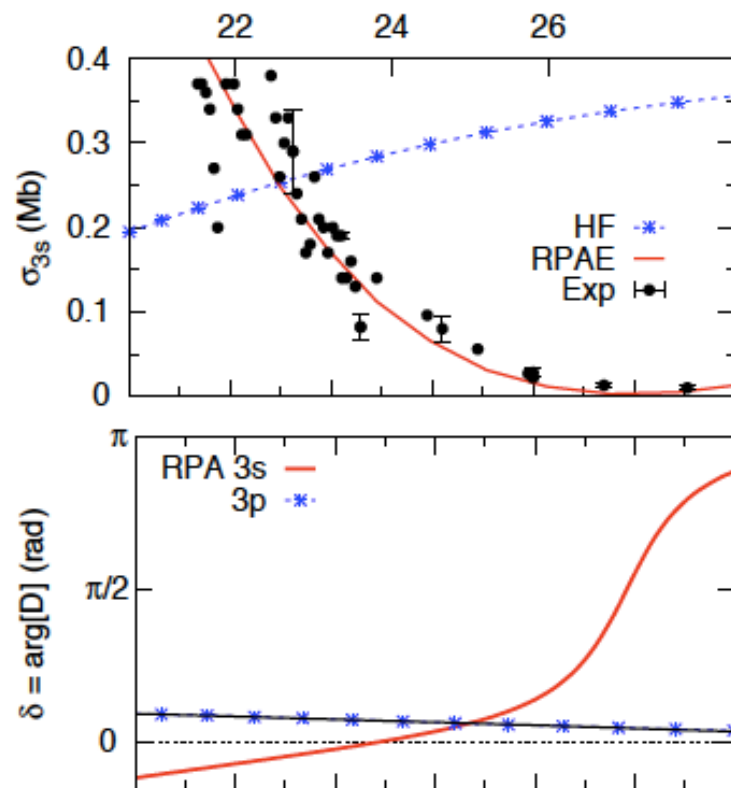 22 24 26
0.4
0.3
0.2
0.1
0
σ3s (Mb)
HF
RPAE
Exp
π
π/2
0
δ = arg[D] (rad)
RPA 3s
3p